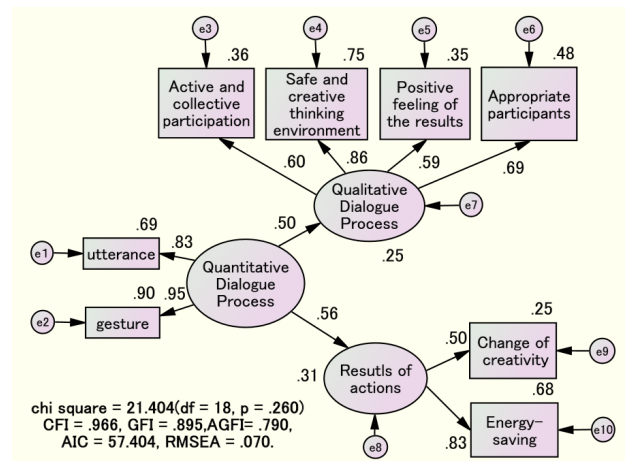 e3
e4
e5
e6
.36
.75
.35
.48
Active and
collective
participation
Safe and
creative
thinking
environment
Positive
feeling of
the results
Appropriate
participants
.60
.86
.59
.69
Qualitative
Dialogue
Process
e7
.25
.50
.69
.83
e1
utterance
Quantitative
Dialogue
Process
.90
.95
e2
gesture
.56
.31
Resutls of
actions
e8
.50
.25
Change of
creativity
e9
.83
.68
Energy-
saving
e10
chi square = 21.404(df = 18, p = .260)
CFI = .966, GFI = .895,AGFI= .790,
AIC = 57.404, RMSEA = .070.